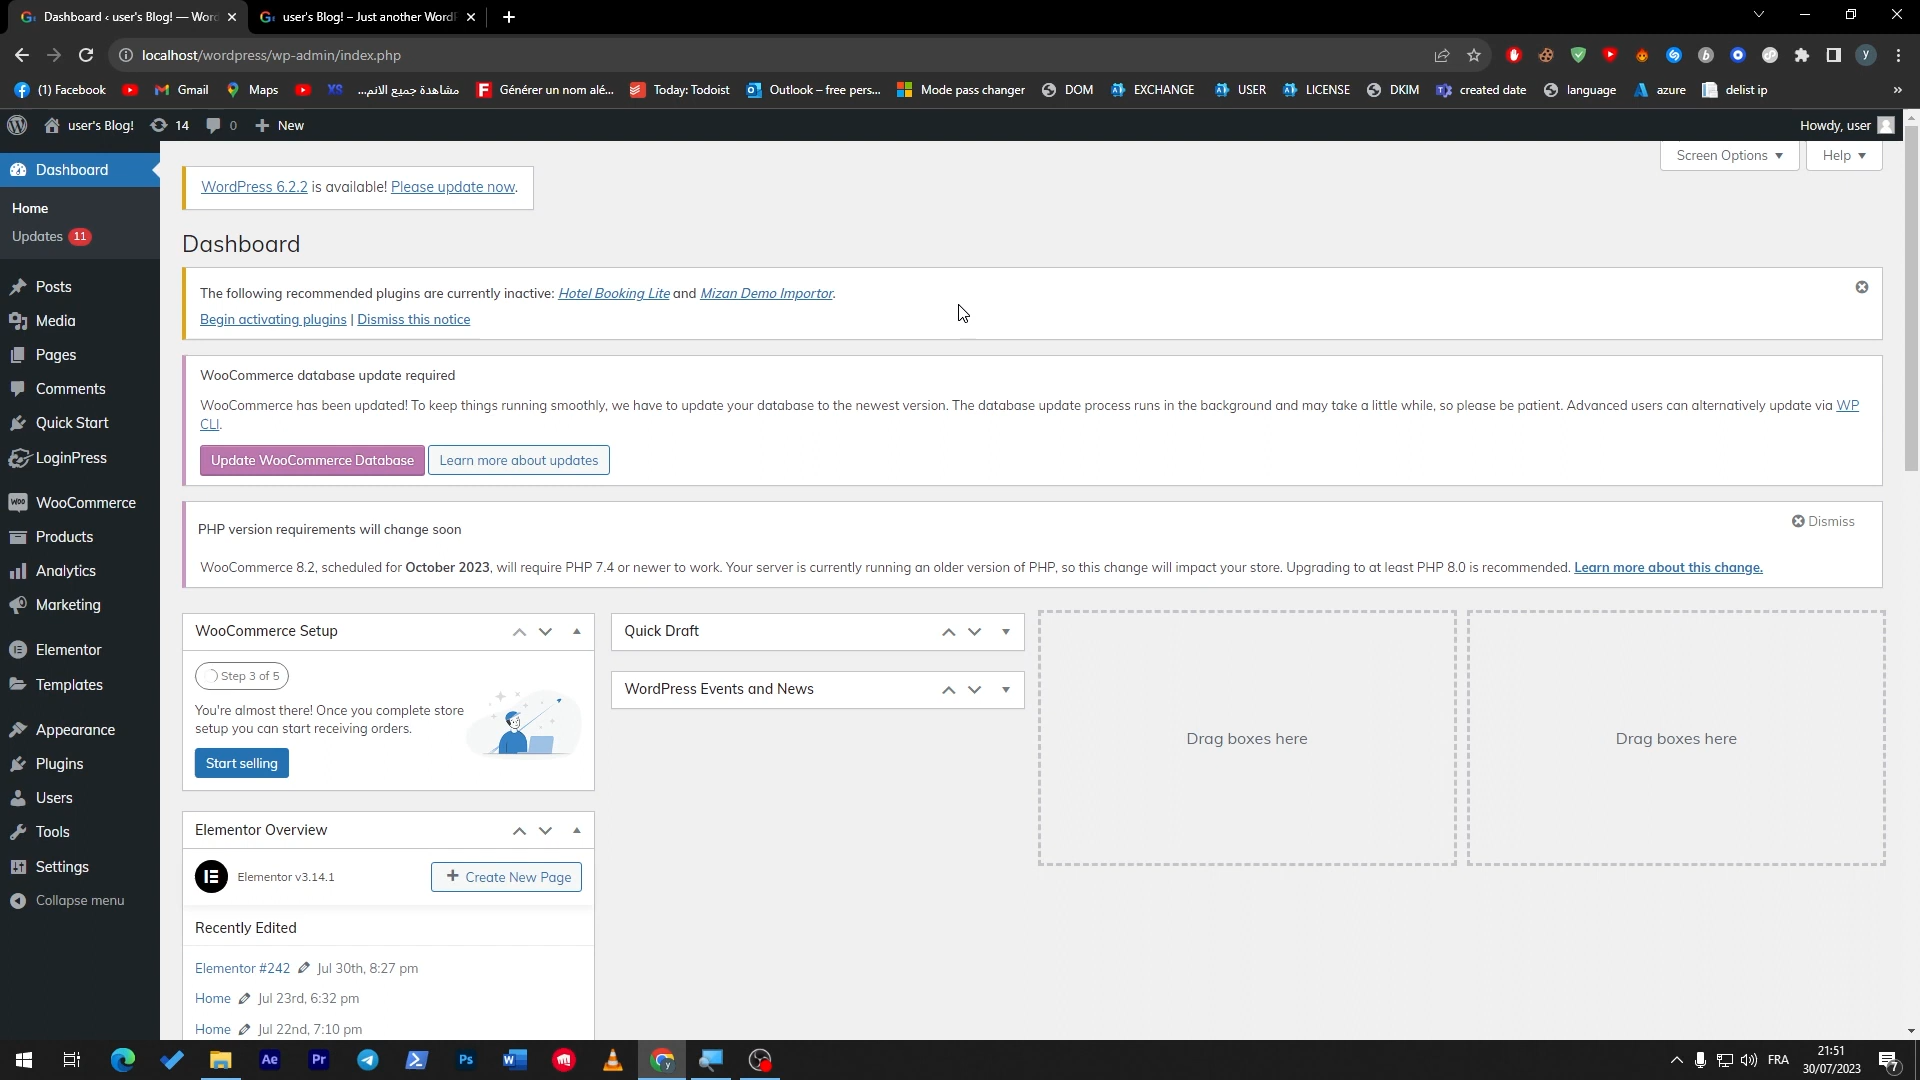 Dashboard ‹ user's Blog! — Word
user's Blog! – Just another WordP
localhost/wordpress/wp-admin/index.php
(1) Facebook
Gmail
Maps
مشاهدة جميع الانم...
Générer un nom alé...
Today: Todoist
Outlook – free pers...
Mode pass changer
DOM
EXCHANGE
USER
LICENSE
DKIM
created date
language
azure
delist ip
»
user's Blog!
14
0
New
Howdy, user
Dashboard
Home
Updates 11
Posts
Media
Pages
Comments
Quick Start
LoginPress
WooCommerce
Products
Analytics
Marketing
Elementor
Templates
Appearance
Plugins
Users
Tools
Settings
Collapse menu
Screen Options
Help
WordPress 6.2.2 is available! Please update now.
Dashboard
The following recommended plugins are currently inactive: Hotel Booking Lite and Mizan Demo Importor.
Begin activating plugins | Dismiss this notice
WooCommerce database update required
WooCommerce has been updated! To keep things running smoothly, we have to update your database to the newest version. The database update process runs in the background and may take a little while, so please be patient. Advanced users can alternatively update via WP
CLI.
Update WooCommerce Database
Learn more about updates
PHP version requirements will change soon
Dismiss
WooCommerce 8.2, scheduled for October 2023, will require PHP 7.4 or newer to work. Your server is currently running an older version of PHP, so this change will impact your store. Upgrading to at least PHP 8.0 is recommended. Learn more about this change.
WooCommerce Setup
Step 3 of 5
You're almost there! Once you complete store
setup you can start receiving orders.
Start selling
Elementor Overview
Elementor v3.14.1
+ Create New Page
Recently Edited
Elementor #242 Jul 30th, 8:27 pm
Home Jul 23rd, 6:32 pm
Home Jul 22nd, 7:10 pm
Quick Draft
WordPress Events and News
Drag boxes here
Drag boxes here
Ae
Pr
Ps
FRA
21:51
30/07/2023
7